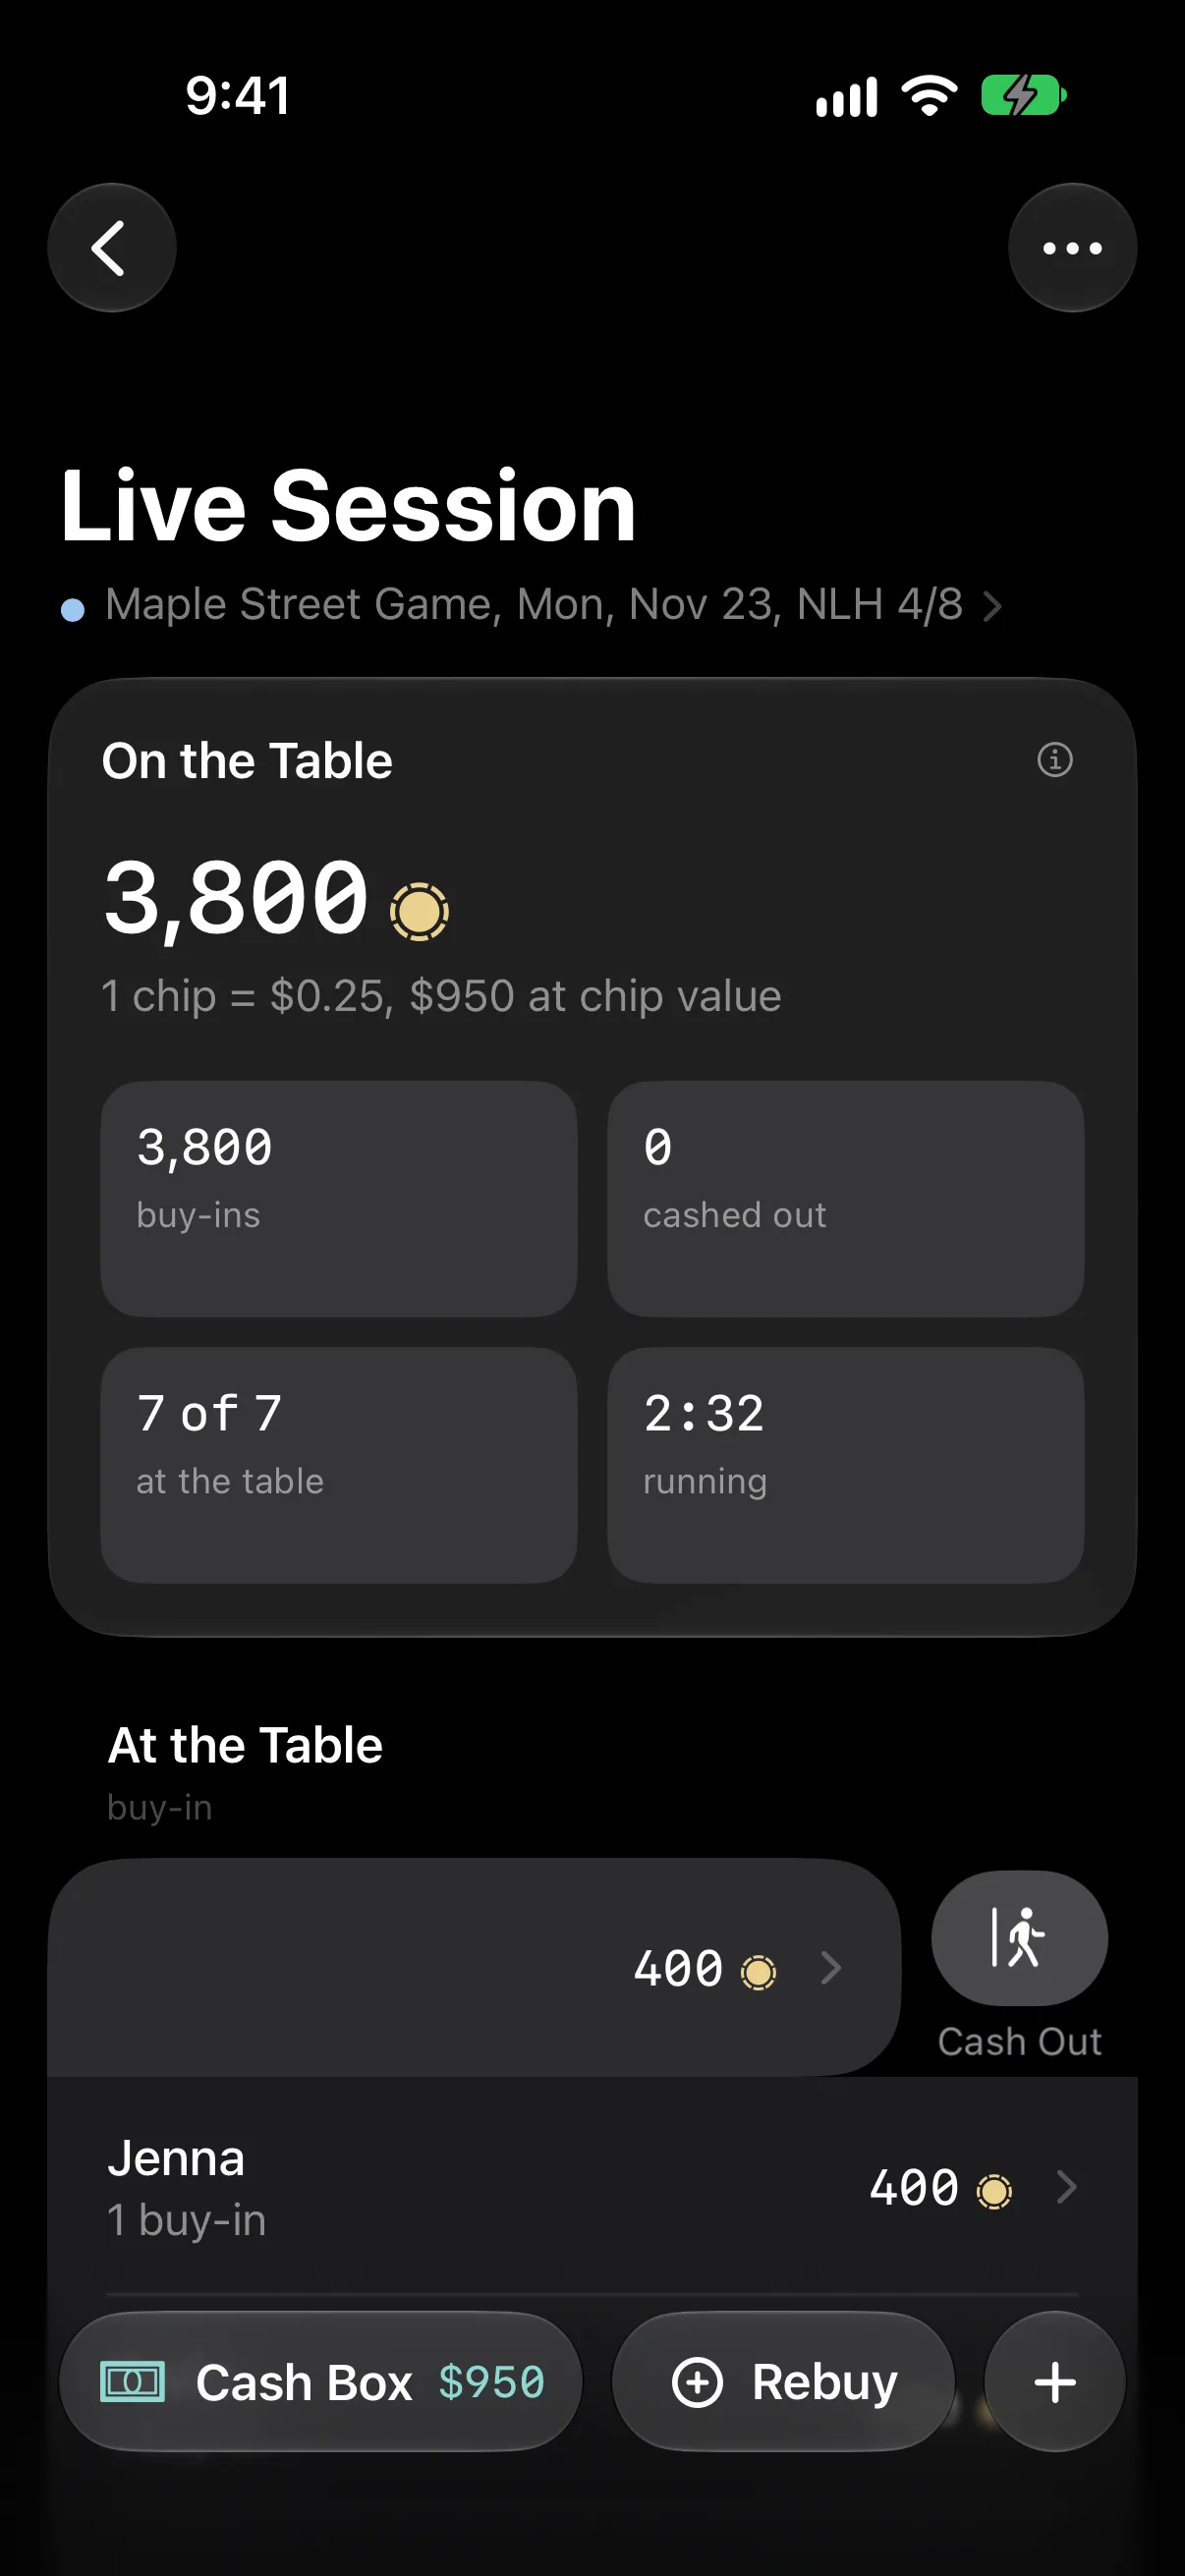 9:41
Live Session
Maple Street Game, Mon, Nov 23, NLH 4/8
On the Table
3,800
1 chip = $0.25, $950 at chip value
3,800
buy-ins
0
cashed out
7 of 7
at the table
2:32
running
At the Table
buy-in
400
Cash Out
Jenna
1 buy-in
400
Cash Box $950
Rebuy